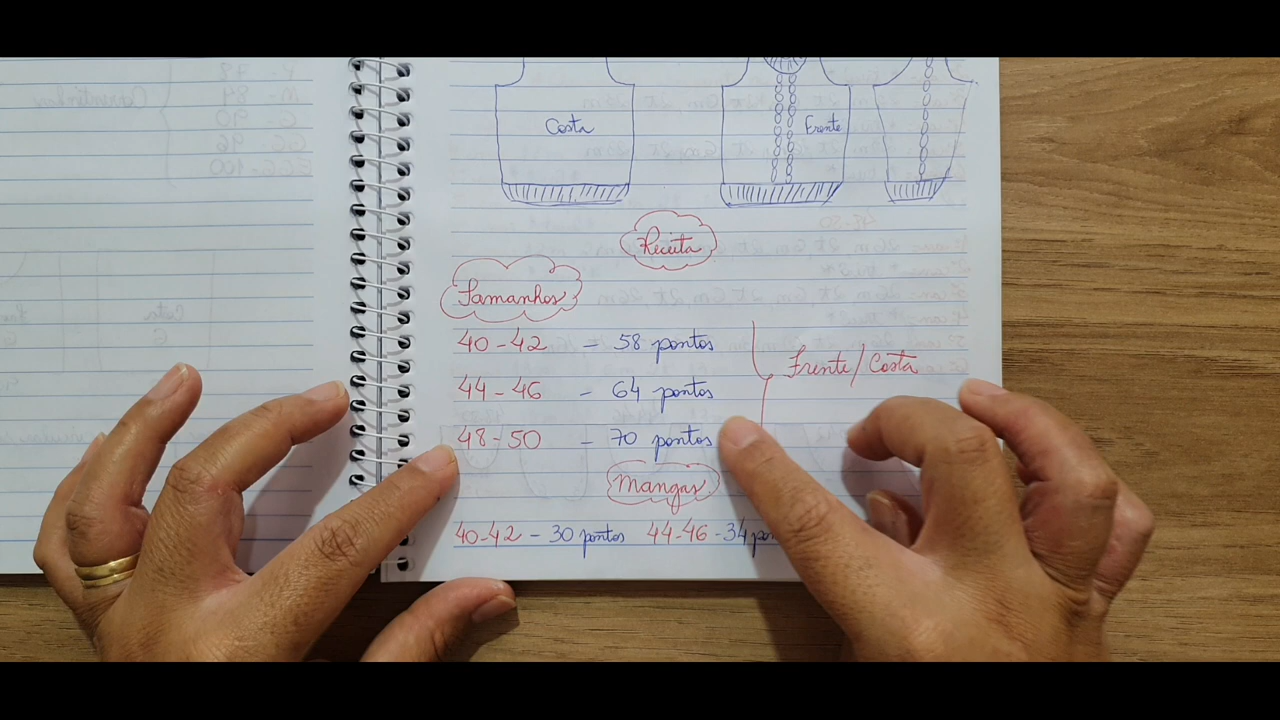 Costa
Frente
Receita
Tamanhos
40-42 - 58 pontos
44-46 - 64 pontos
48-50 - 70 pontos
Frente/Costa
Mangas
40-42 - 30 pontos 44-46 - 34